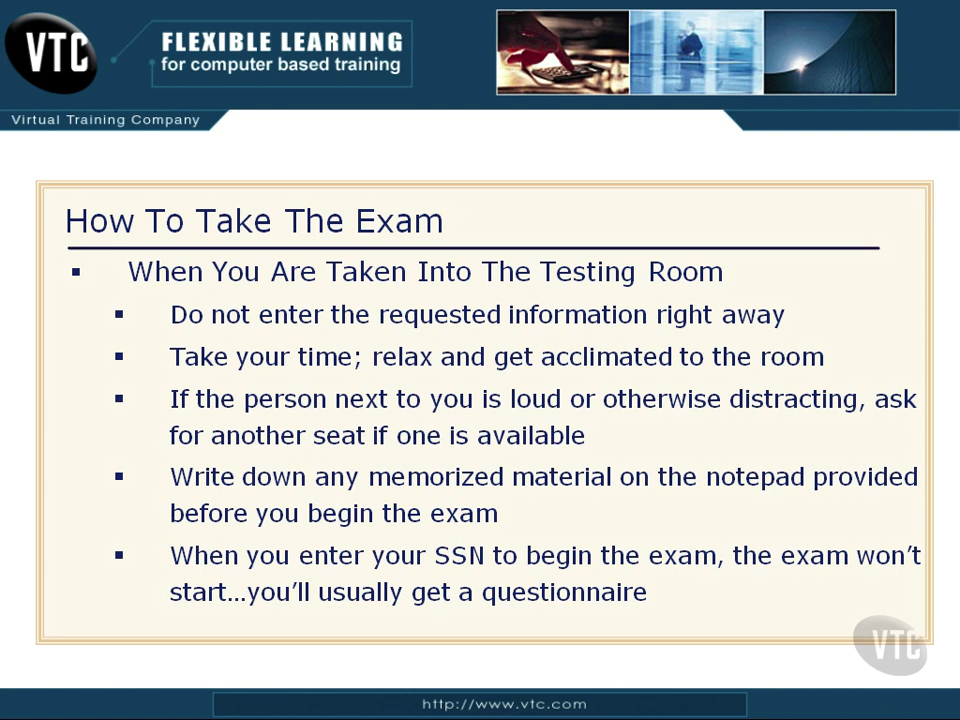 VTC
FLEXIBLE LEARNING
for computer based training
Virtual Training Company
How To Take The Exam
▪ When You Are Taken Into The Testing Room
▪ Do not enter the requested information right away
▪ Take your time; relax and get acclimated to the room
▪ If the person next to you is loud or otherwise distracting, ask
for another seat if one is available
▪ Write down any memorized material on the notepad provided
before you begin the exam
▪ When you enter your SSN to begin the exam, the exam won't
start...you'll usually get a questionnaire
VTC
http://www.vtc.com